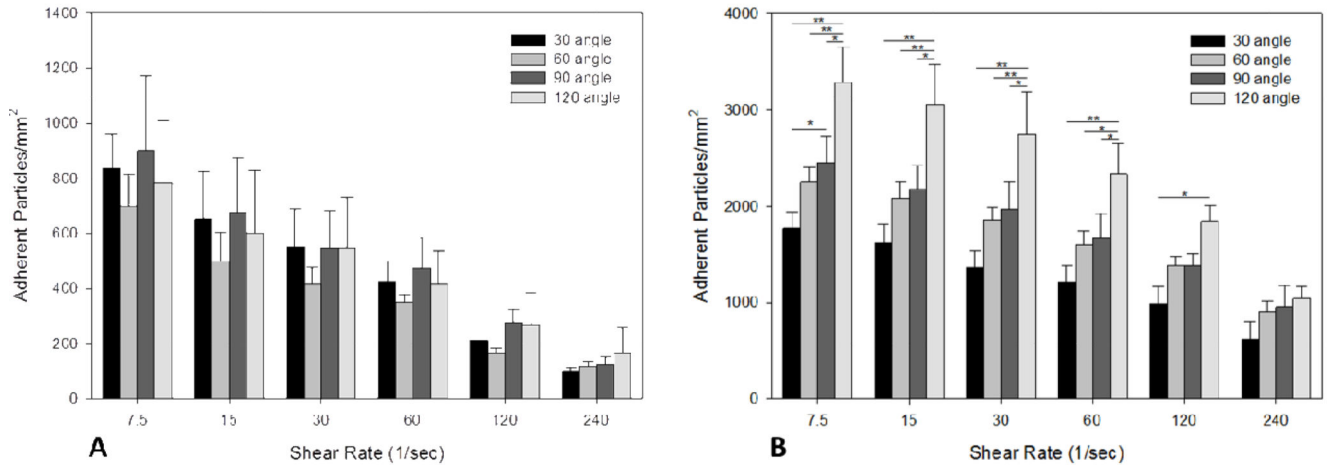 1400
1200
1000
800
600
400
200
0
Adherent Particles/mm²
30 angle
60 angle
90 angle
120 angle
7.5 15 30 60 120 240
Shear Rate (1/sec)
A
4000
3000
2000
1000
0
Adherent Particles/mm²
30 angle
60 angle
90 angle
120 angle
**
**
*
*
**
**
*
**
**
*
**
*
*
*
7.5 15 30 60 120 240
Shear Rate (1/sec)
B